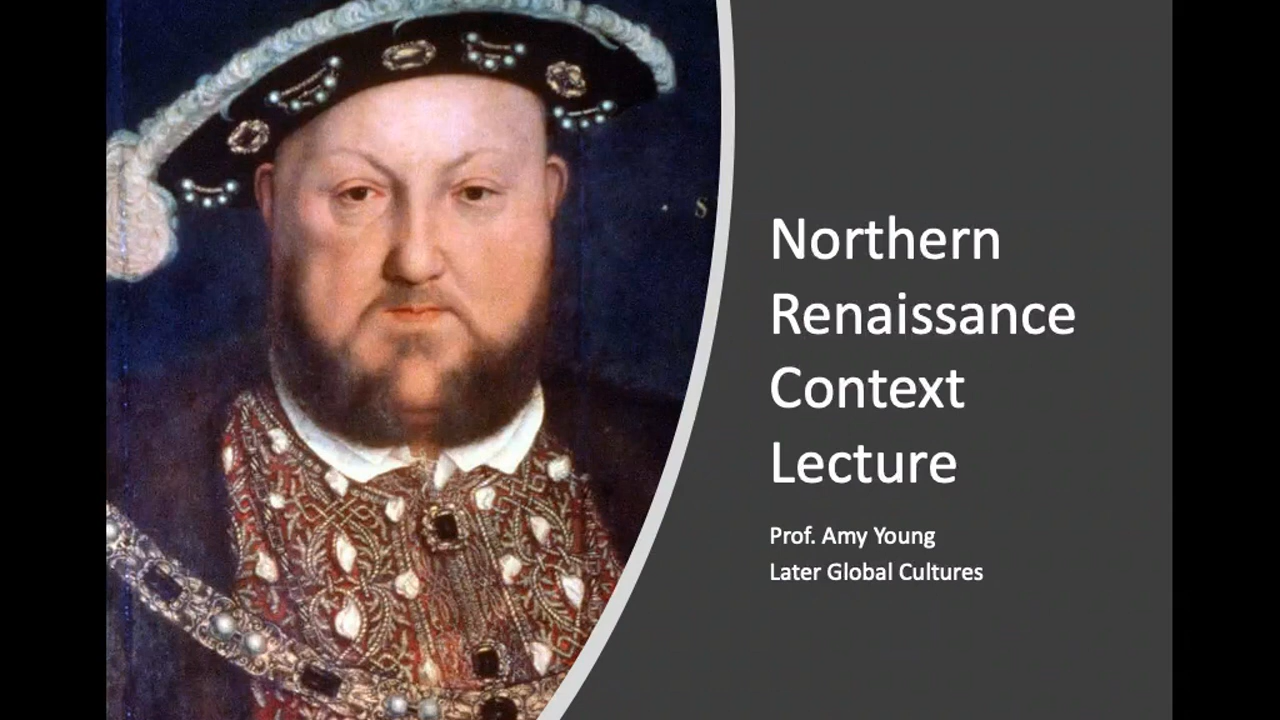 Northern
Renaissance
Context
Lecture
Prof. Amy Young
Later Global Cultures